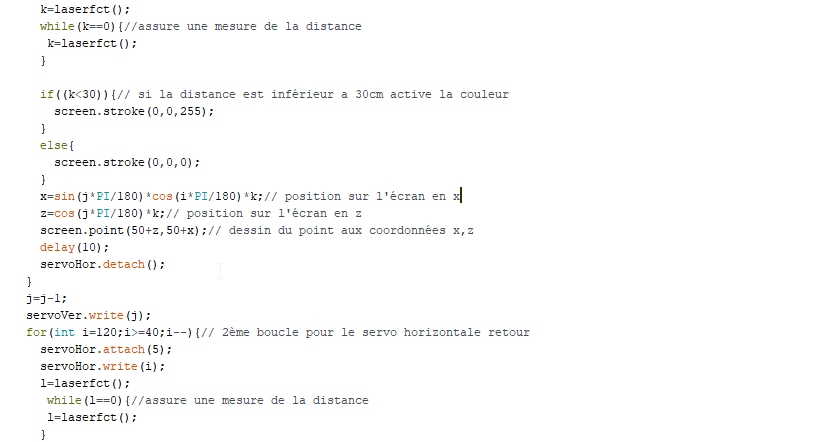 k=laserfct();
while(k==0){//assure une mesure de la distance
k=laserfct();
}
if((k<30)){// si la distance est inférieur a 30cm active la couleur
screen.stroke(0,0,255);
}
else{
screen.stroke(0,0,0);
}
x=sin(j*PI/180)*cos(i*PI/180)*k;// position sur l'écran en x
z=cos(j*PI/180)*k;// position sur l'écran en z
screen.point(50+z,50+x);// dessin du point aux coordonnées x,z
delay(10);
servoHor.detach();
}
j=j-1;
servoVer.write(j);
for(int i=120;i>=40;i--){// 2ème boucle pour le servo horizontale retour
servoHor.attach(5);
servoHor.write(i);
l=laserfct();
while(l==0){//assure une mesure de la distance
l=laserfct();
}